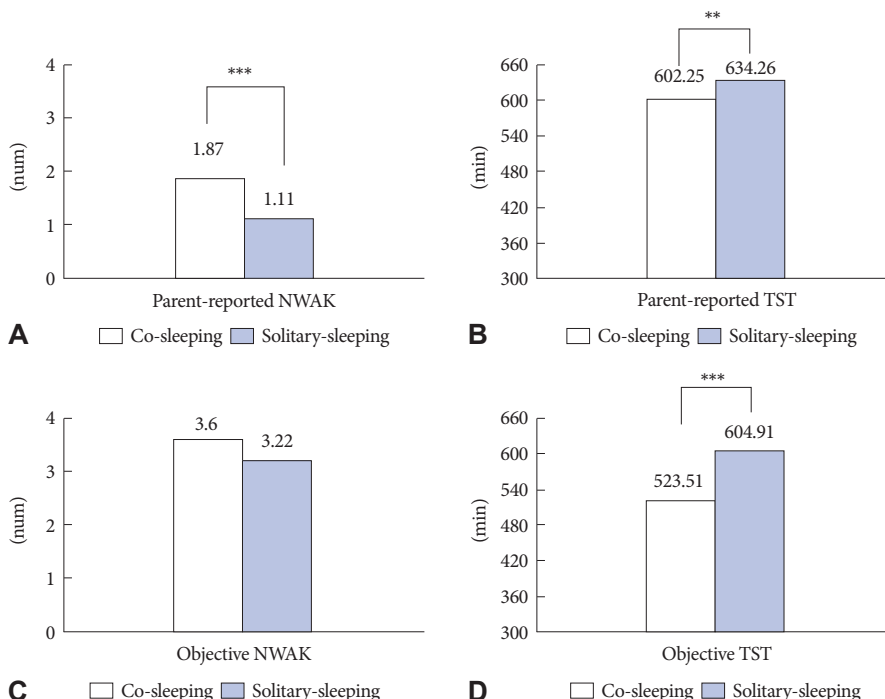 ***
4
3
2
1
0
(num)
1.87
1.11
Parent-reported NWAK
A
Co-sleeping
Solitary-sleeping
**
660
600
540
480
420
360
300
(min)
602.25
634.26
Parent-reported TST
B
Co-sleeping
Solitary-sleeping
4
3
2
1
0
(num)
3.6
3.22
Objective NWAK
C
Co-sleeping
Solitary-sleeping
***
660
600
540
480
420
360
300
(min)
523.51
604.91
Objective TST
D
Co-sleeping
Solitary-sleeping